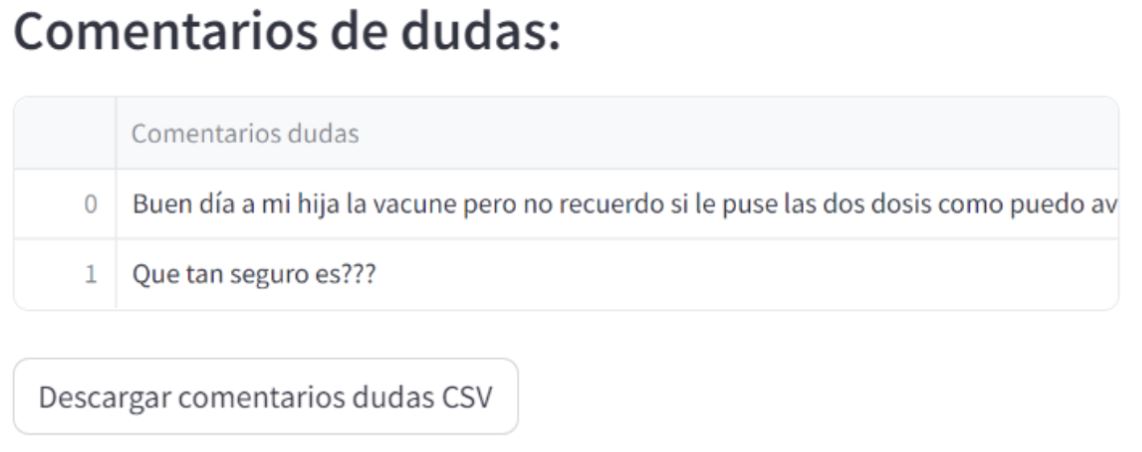 Comentarios de dudas:
Comentarios dudas
0 Buen día a mi hija la vacune pero no recuerdo si le puse las dos dosis como puedo av
1 Que tan seguro es???
Descargar comentarios dudas CSV